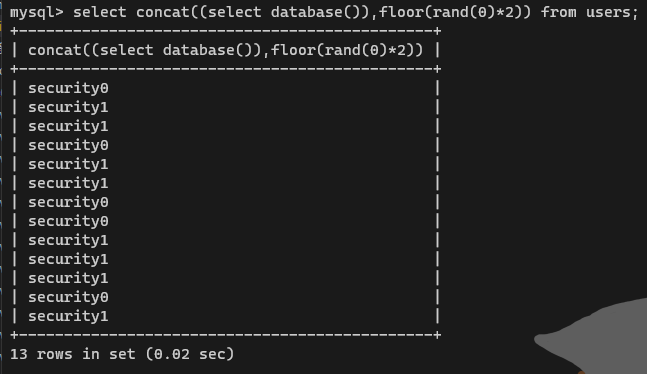 mysql> select concat((select database()),floor(rand(0)*2)) from users;
+----------------------------------------------+
| concat((select database()),floor(rand(0)*2)) |
+----------------------------------------------+
| security0 |
| security1 |
| security1 |
| security0 |
| security1 |
| security1 |
| security0 |
| security0 |
| security1 |
| security1 |
| security1 |
| security0 |
| security1 |
+----------------------------------------------+
13 rows in set (0.02 sec)